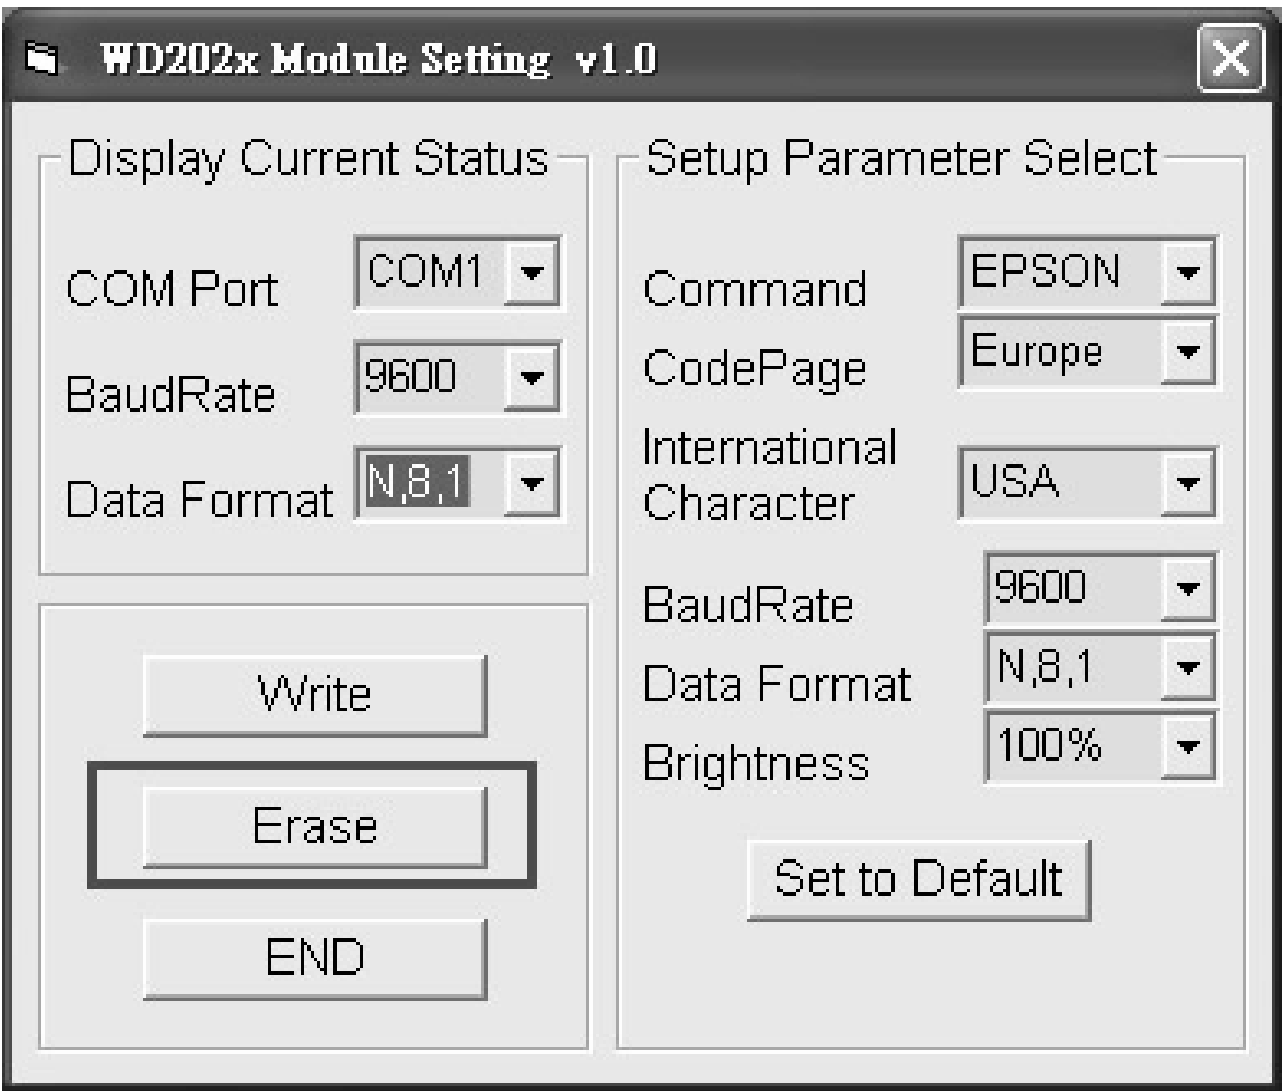 WD202x Module Setting v1.0
Display Current Status
COM Port COM1
BaudRate 9600
Data Format N,8,1
Write
Erase
END
Setup Parameter Select
Command EPSON
CodePage Europe
International
Character USA
BaudRate 9600
Data Format N,8,1
Brightness 100%
Set to Default